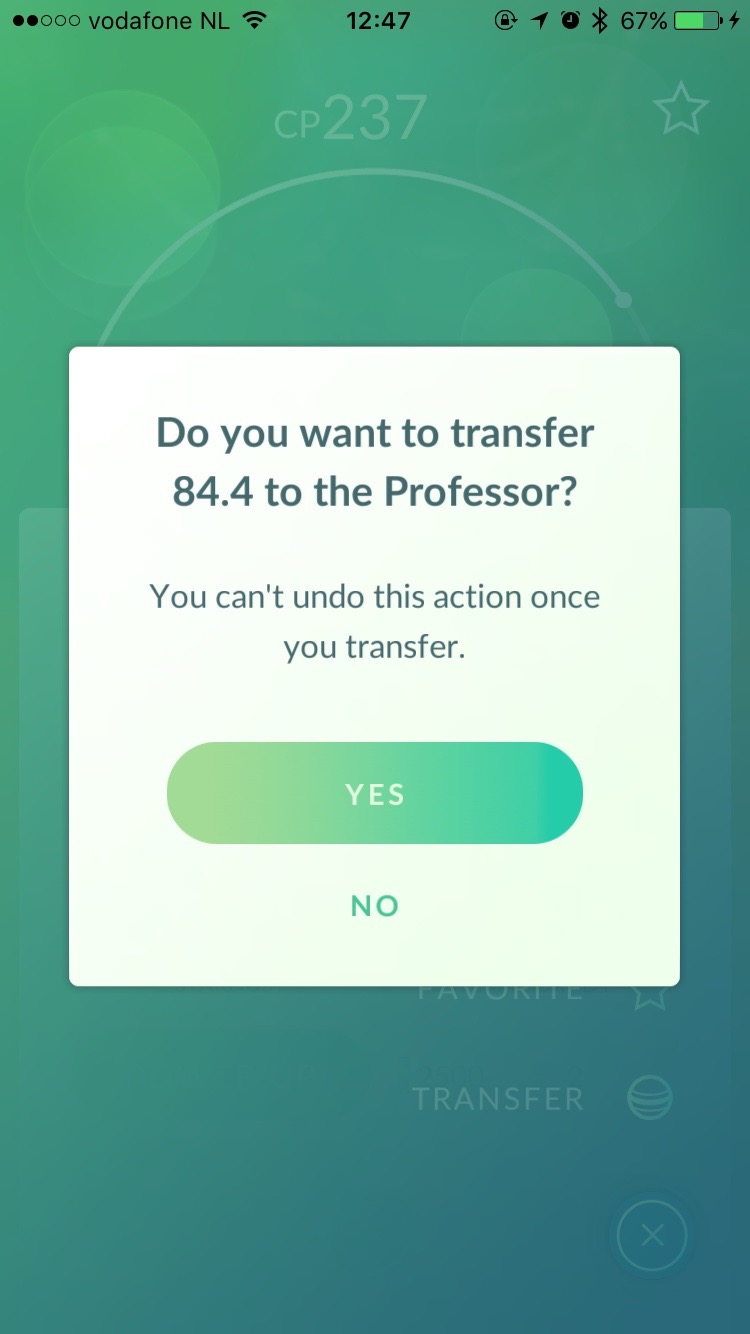 vodafone NL 12:47 67%
CP237
Do you want to transfer
84.4 to the Professor?
You can't undo this action once
you transfer.
YES
NO
FAVORITE
TRANSFER